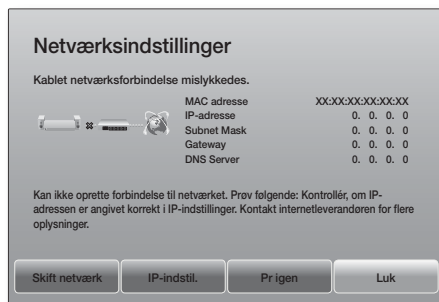 Netværksindstillinger
Kablet netværksforbindelse mislykkedes.
MAC adresse XX:XX:XX:XX:XX:XX
IP-adresse 0. 0. 0. 0
Subnet Mask 0. 0. 0. 0
Gateway 0. 0. 0. 0
DNS Server 0. 0. 0. 0
Kan ikke oprette forbindelse til netværket. Prøv følgende: Kontrollér, om IP-
adressen er angivet korrekt i IP-indstillinger. Kontakt internetleverandøren for flere
oplysninger.
Skift netværk IP-indstil. Pr igen Luk